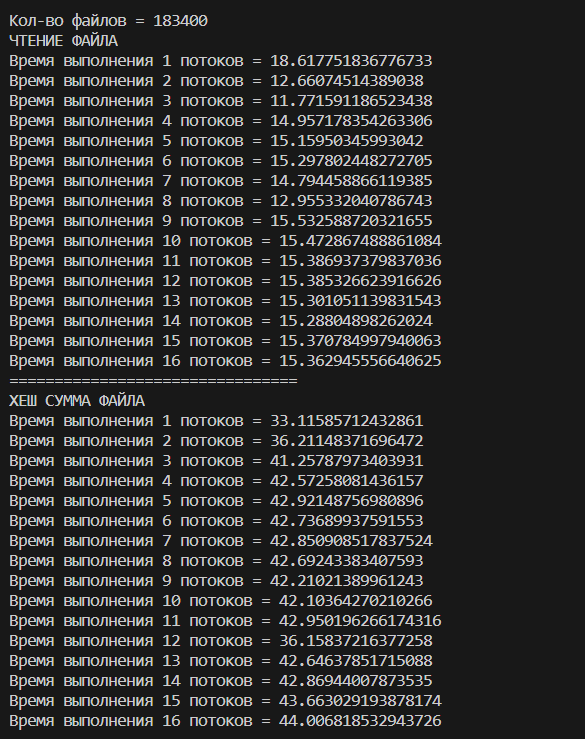 Кол-во файлов = 183400
ЧТЕНИЕ ФАЙЛА
Время выполнения 1 потоков = 18.617751836776733
Время выполнения 2 потоков = 12.66074514389038
Время выполнения 3 потоков = 11.771591186523438
Время выполнения 4 потоков = 14.957178354263306
Время выполнения 5 потоков = 15.15950345993042
Время выполнения 6 потоков = 15.297802448272705
Время выполнения 7 потоков = 14.794458866119385
Время выполнения 8 потоков = 12.955332040786743
Время выполнения 9 потоков = 15.532588720321655
Время выполнения 10 потоков = 15.472867488861084
Время выполнения 11 потоков = 15.386937379837036
Время выполнения 12 потоков = 15.385326623916626
Время выполнения 13 потоков = 15.301051139831543
Время выполнения 14 потоков = 15.28804898262024
Время выполнения 15 потоков = 15.370784997940063
Время выполнения 16 потоков = 15.362945556640625
================================
ХЕШ СУММА ФАЙЛА
Время выполнения 1 потоков = 33.11585712432861
Время выполнения 2 потоков = 36.21148371696472
Время выполнения 3 потоков = 41.25787973403931
Время выполнения 4 потоков = 42.57258081436157
Время выполнения 5 потоков = 42.92148756980896
Время выполнения 6 потоков = 42.73689937591553
Время выполнения 7 потоков = 42.850908517837524
Время выполнения 8 потоков = 42.69243383407593
Время выполнения 9 потоков = 42.21021389961243
Время выполнения 10 потоков = 42.10364270210266
Время выполнения 11 потоков = 42.950196266174316
Время выполнения 12 потоков = 36.15837216377258
Время выполнения 13 потоков = 42.64637851715088
Время выполнения 14 потоков = 42.86944007873535
Время выполнения 15 потоков = 43.663029193878174
Время выполнения 16 потоков = 44.006818532943726